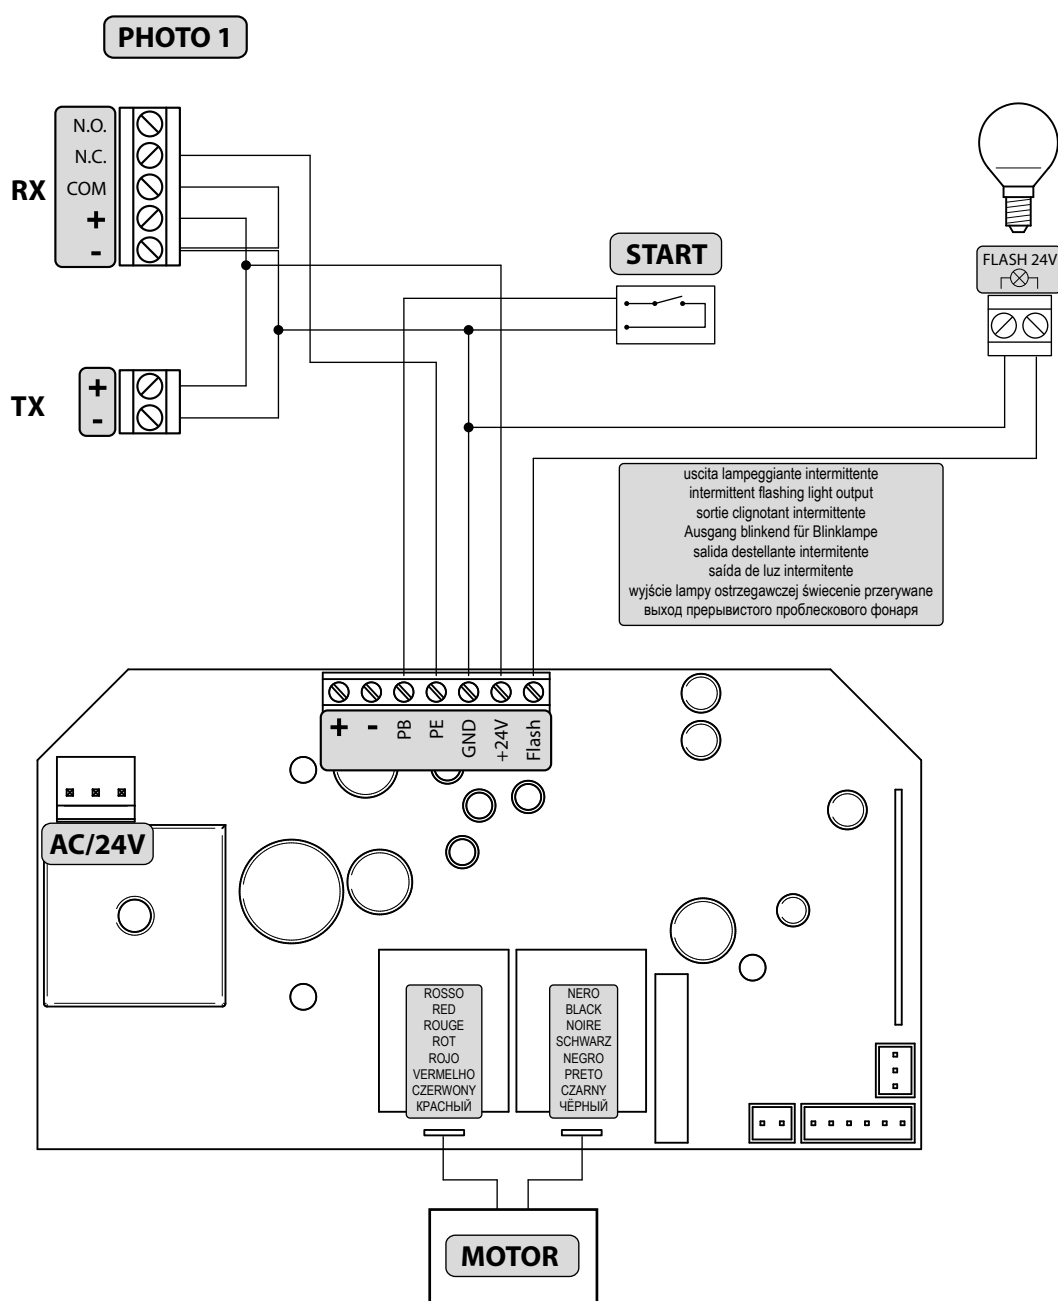 PHOTO 1
N.O.
N.C.
RX
COM
+
-
START
FLASH 24V
TX
+
-
uscita lampeggiante intermittente
intermittent flashing light output
sortie clignotant intermittente
Ausgang blinkend für Blinklampe
salida destellante intermitente
saída de luz intermitente
wyjście lampy ostrzegawczej świecenie przerywane
выход прерывистого проблескового фонаря
+ - PB PE GND +24V Flash
AC/24V
ROSSO
RED
ROUGE
ROT
ROJO
VERMELHO
CZERWONY
КРАСНЫЙ
NERO
BLACK
NOIRE
SCHWARZ
NEGRO
PRETO
CZARNY
ЧЁРНЫЙ
MOTOR